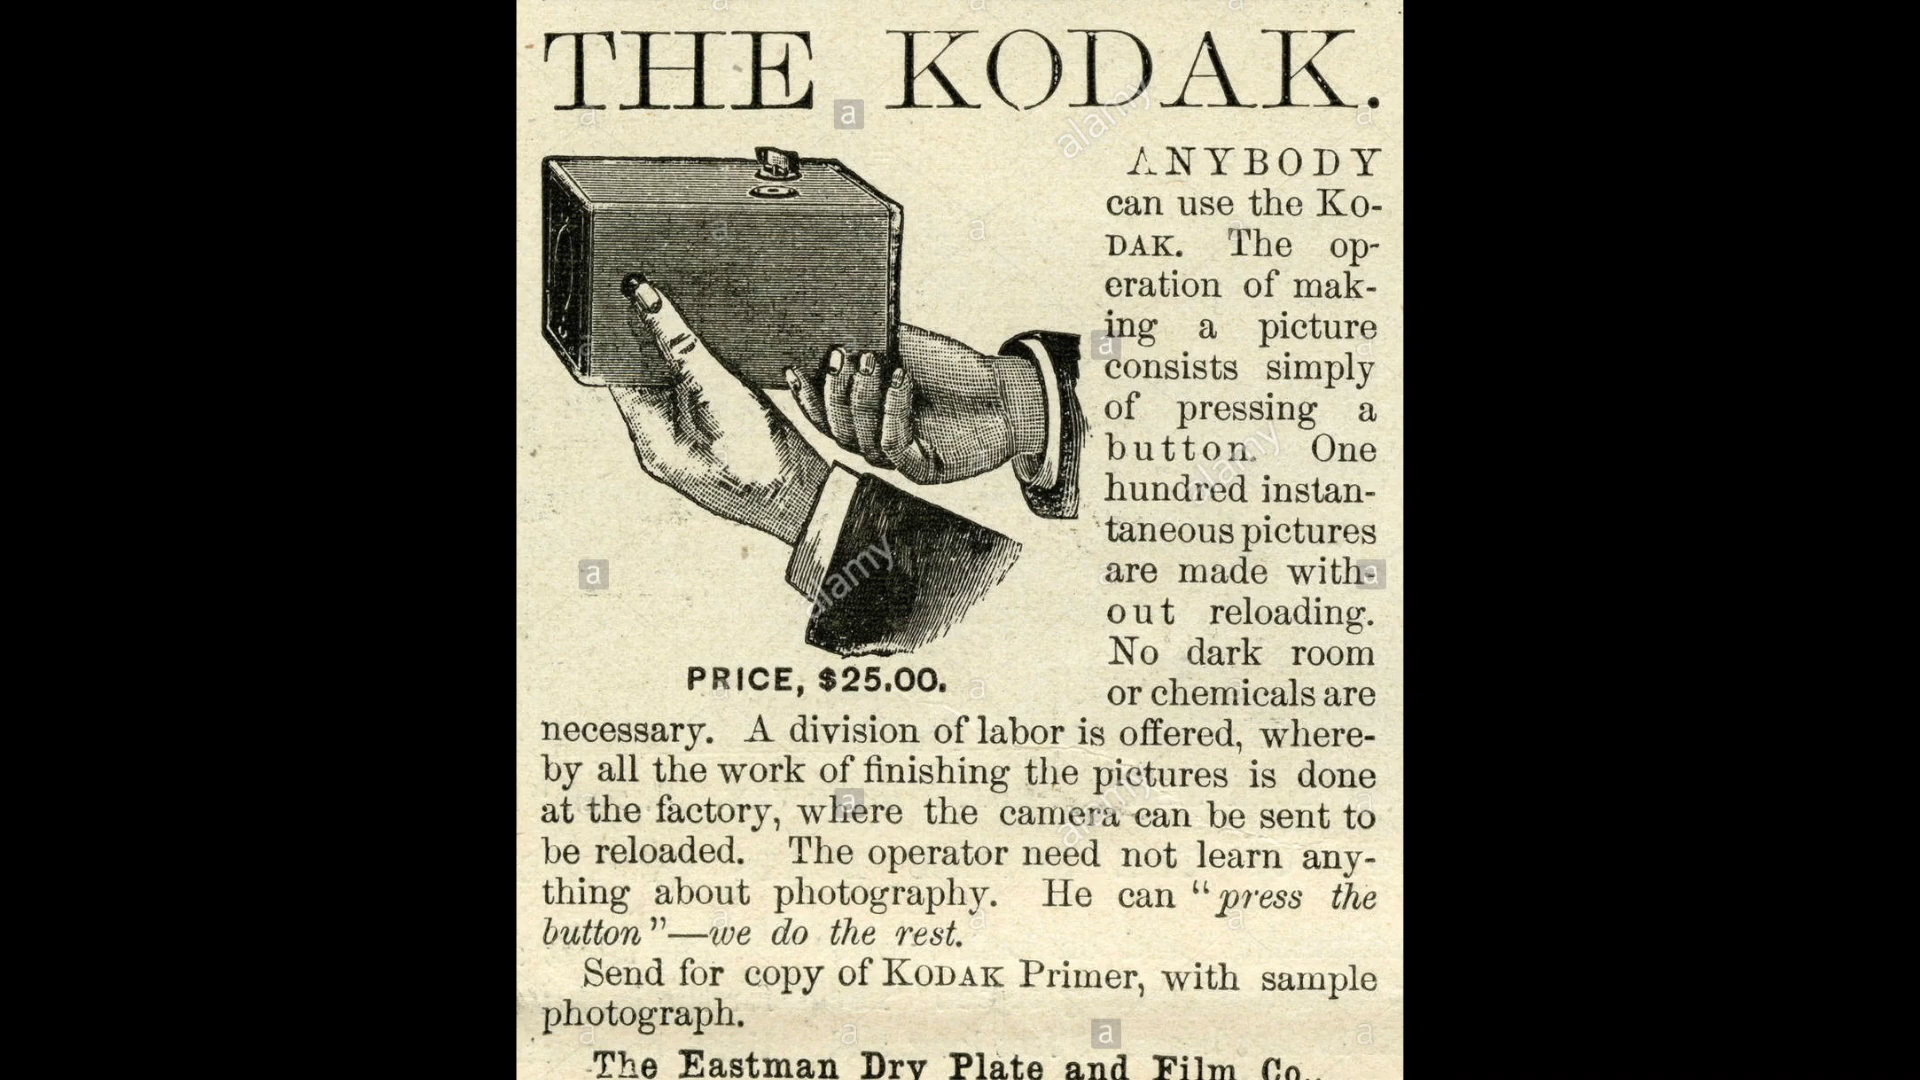 THE KODAK.
ANYBODY
can use the Ko-
DAK. The op-
eration of mak-
ing a picture
consists simply
of pressing a
button. One
hundred instan-
taneous pictures
are made with-
out reloading.
No dark room
or chemicals are
PRICE, $25.00.
necessary. A division of labor is offered, where-
by all the work of finishing the pictures is done
at the factory, where the camera can be sent to
be reloaded. The operator need not learn any-
thing about photography. He can "press the
button"—we do the rest.
Send for copy of KODAK Primer, with sample
photograph.
The Eastman Dry Plate and Film Co.,
a
alamy
a
a
alamy
a
alamy
a
a
alamy
a